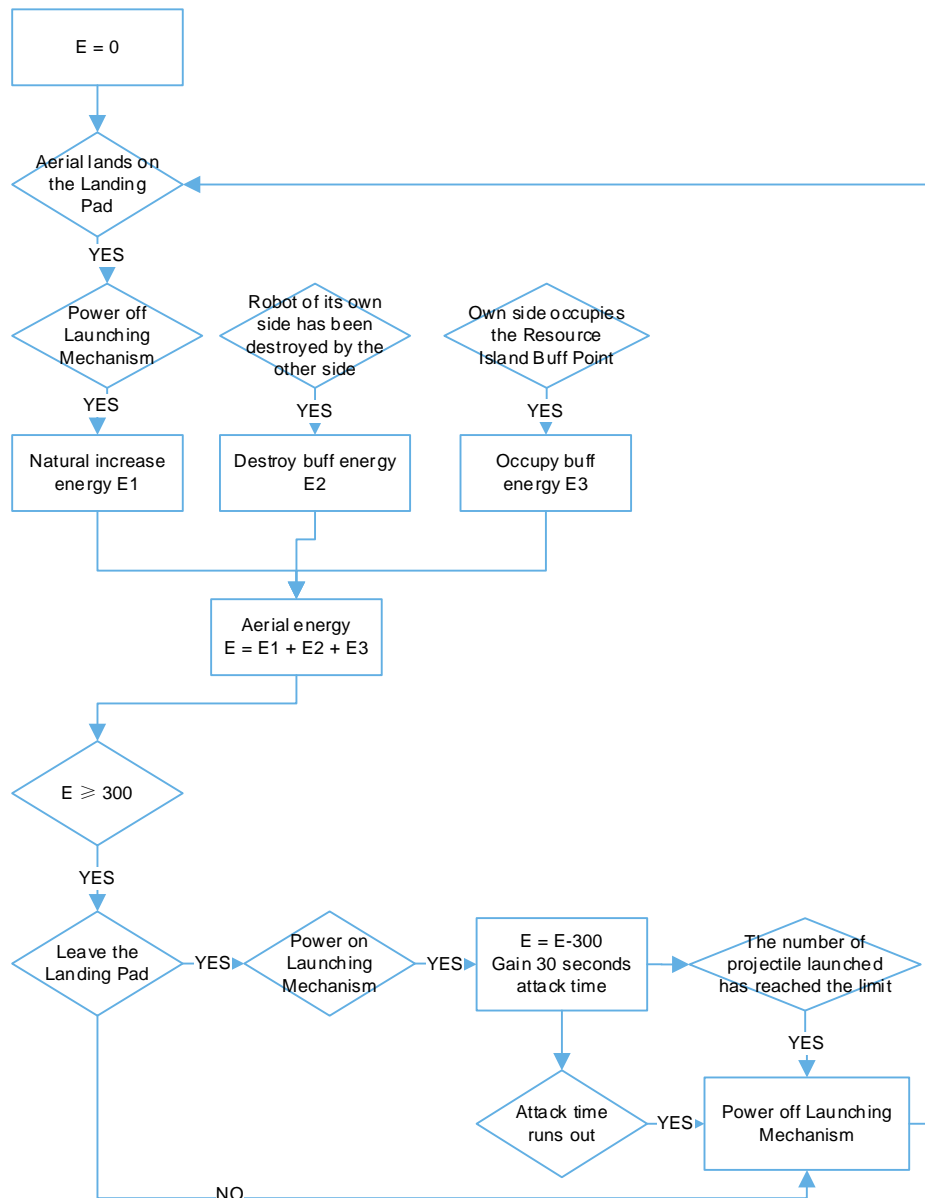 E = 0
Aerial lands on
the Landing
Pad
YES
Power off
Launching
Mechanism
Robot of its own
side has been
destroyed by the
other side
Own side occupies
the Resource
Island Buff Point
YES
YES
YES
Natural increase
energy E1
Destroy buff energy
E2
Occupy buff
energy E3
Aerial energy
E = E1 + E2 + E3
E ≥ 300
YES
Leave the
Landing Pad
YES
Power on
Launching
Mechanism
YES
E = E-300
Gain 30 seconds
attack time
The number of
projectile launched
has reached the limit
YES
Attack time
runs out
YES
Power off Launching
Mechanism
NO